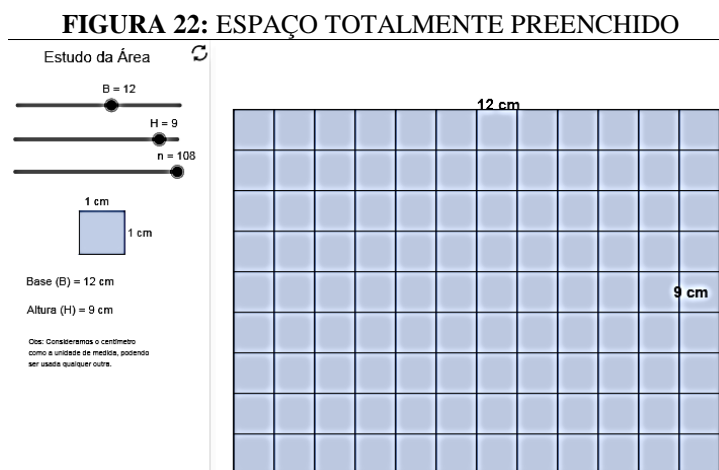 FIGURA 22: ESPAÇO TOTALMENTE PREENCHIDO
Estudo da Área
B = 12
H = 9
n = 108
1 cm
1 cm
Base (B) = 12 cm
Altura (H) = 9 cm
Obs: Consideramos o centímetro
como a unidade de medida, podendo
ser usada qualquer outra.
12 cm
9 cm